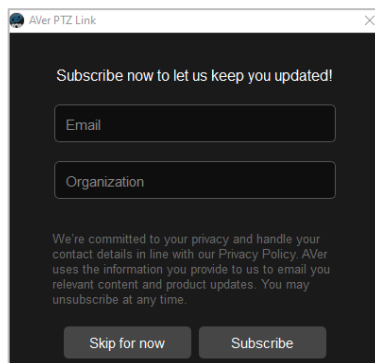 AVer PTZ Link
Subscribe now to let us keep you updated!
Email
Organization
We're committed to your privacy and handle your
contact details in line with our Privacy Policy. AVer
uses the information you provide to us to email you
relevant content and product updates. You may
unsubscribe at any time.
Skip for now
Subscribe